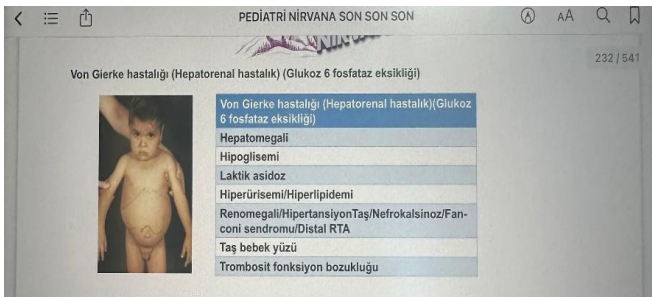 PEDİATRİ NİRVANA SON SON SON
AA
232 / 541
Von Gierke hastalığı (Hepatorenal hastalık) (Glukoz 6 fosfataz eksikliği)
Von Gierke hastalığı (Hepatorenal hastalık)(Glukoz
6 fosfataz eksikliği)
Hepatomegali
Hipoglisemi
Laktik asidoz
Hiperürisemi/Hiperlipidemi
Renomegali/HipertansiyonTaş/Nefrokalsinoz/Fan-
coni sendromu/Distal RTA
Taş bebek yüzü
Trombosit fonksiyon bozukluğu